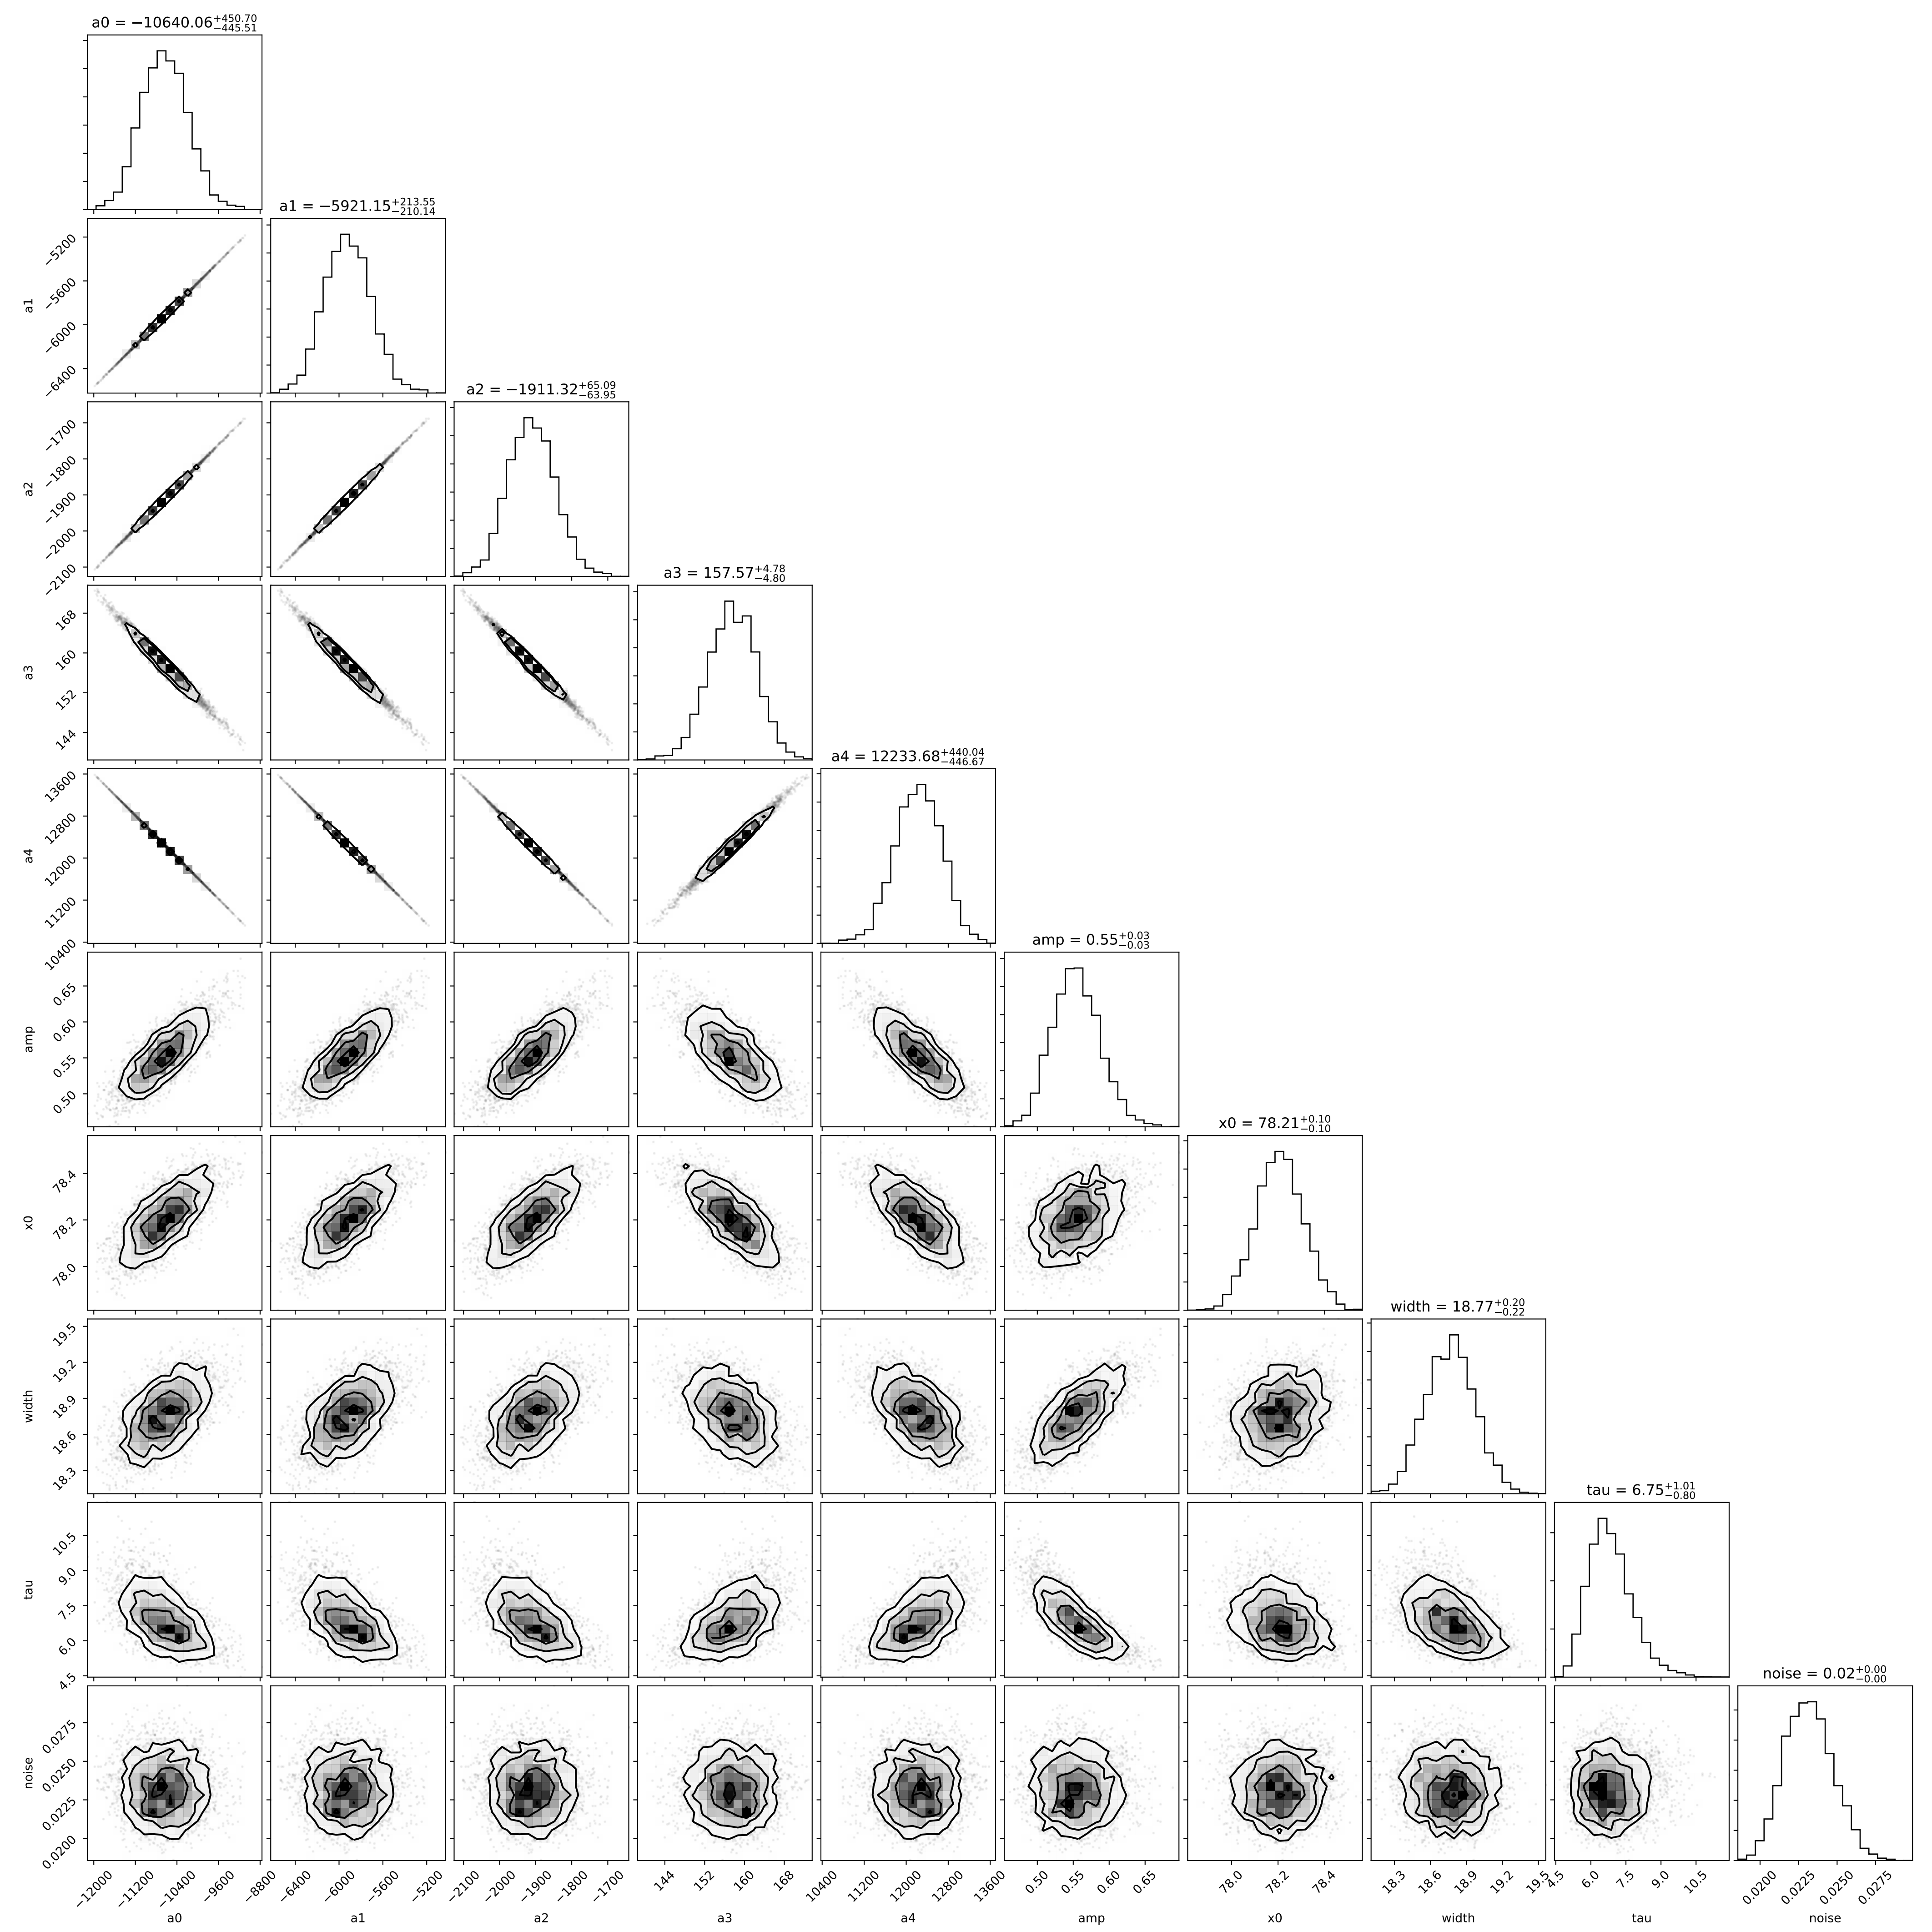 a0 = −10640.06 +450.70 −445.51
a1 = −5921.15 +213.55 −210.14
a1
−5200
−5600
−6000
−6400
a2 = −1911.32 +65.09 −63.95
a2
−1700
−1800
−1900
−2000
−2100
a3 = 157.57 +4.78 −4.80
a3
168
160
152
144
a4 = 12233.68 +440.04 −446.67
a4
13600
12800
12000
11200
10400
amp = 0.55 +0.03 −0.03
amp
0.65
0.60
0.55
0.50
x0 = 78.21 +0.10 −0.10
x0
78.4
78.2
78.0
width = 18.77 +0.20 −0.22
width
19.5
19.2
18.9
18.6
18.3
tau = 6.75 +1.01 −0.80
tau
10.5
9.0
7.5
6.0
4.5
noise = 0.02 +0.00 −0.00
noise
0.0275
0.0250
0.0225
0.0200
−12000 −11200 −10400 −9600 −8800 −6400 −6000 −5600 −5200 −2100 −2000 −1900 −1800 −1700 144 152 160 168 10400 11200 12000 12800 13600 0.50 0.55 0.60 0.65 78.0 78.2 78.4 18.3 18.6 18.9 19.2 19.5 4.5 6.0 7.5 9.0 10.5 0.0200 0.0225 0.0250 0.0275
a0 a1 a2 a3 a4 amp x0 width tau noise